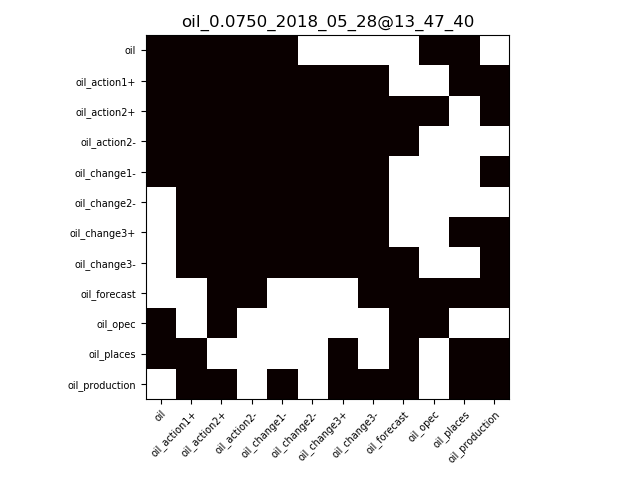 oil_0.0750_2018_05_28@13_47_40
oil
oil_action1+
oil_action2+
oil_action2-
oil_change1-
oil_change2-
oil_change3+
oil_change3-
oil_forecast
oil_opec
oil_places
oil_production
oil
oil_action1+
oil_action2+
oil_action2-
oil_change1-
oil_change2-
oil_change3+
oil_change3-
oil_forecast
oil_opec
oil_places
oil_production